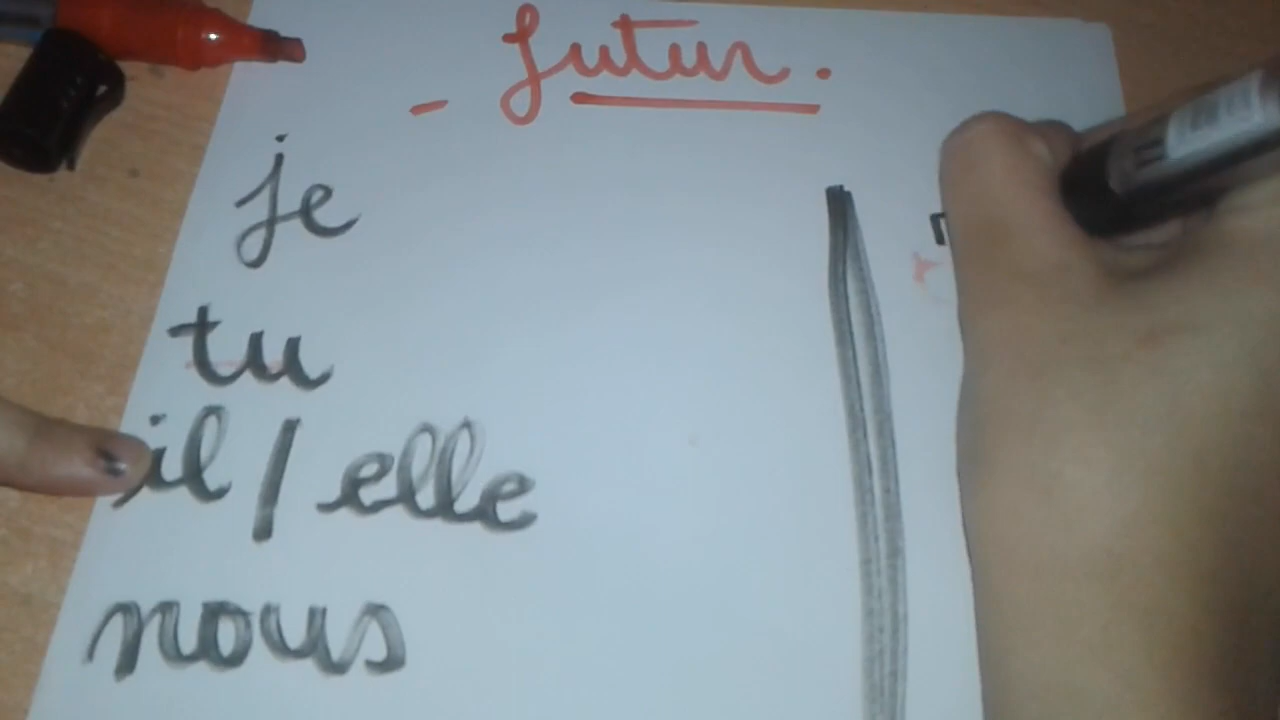 - futur.
je
tu
il / elle
nous